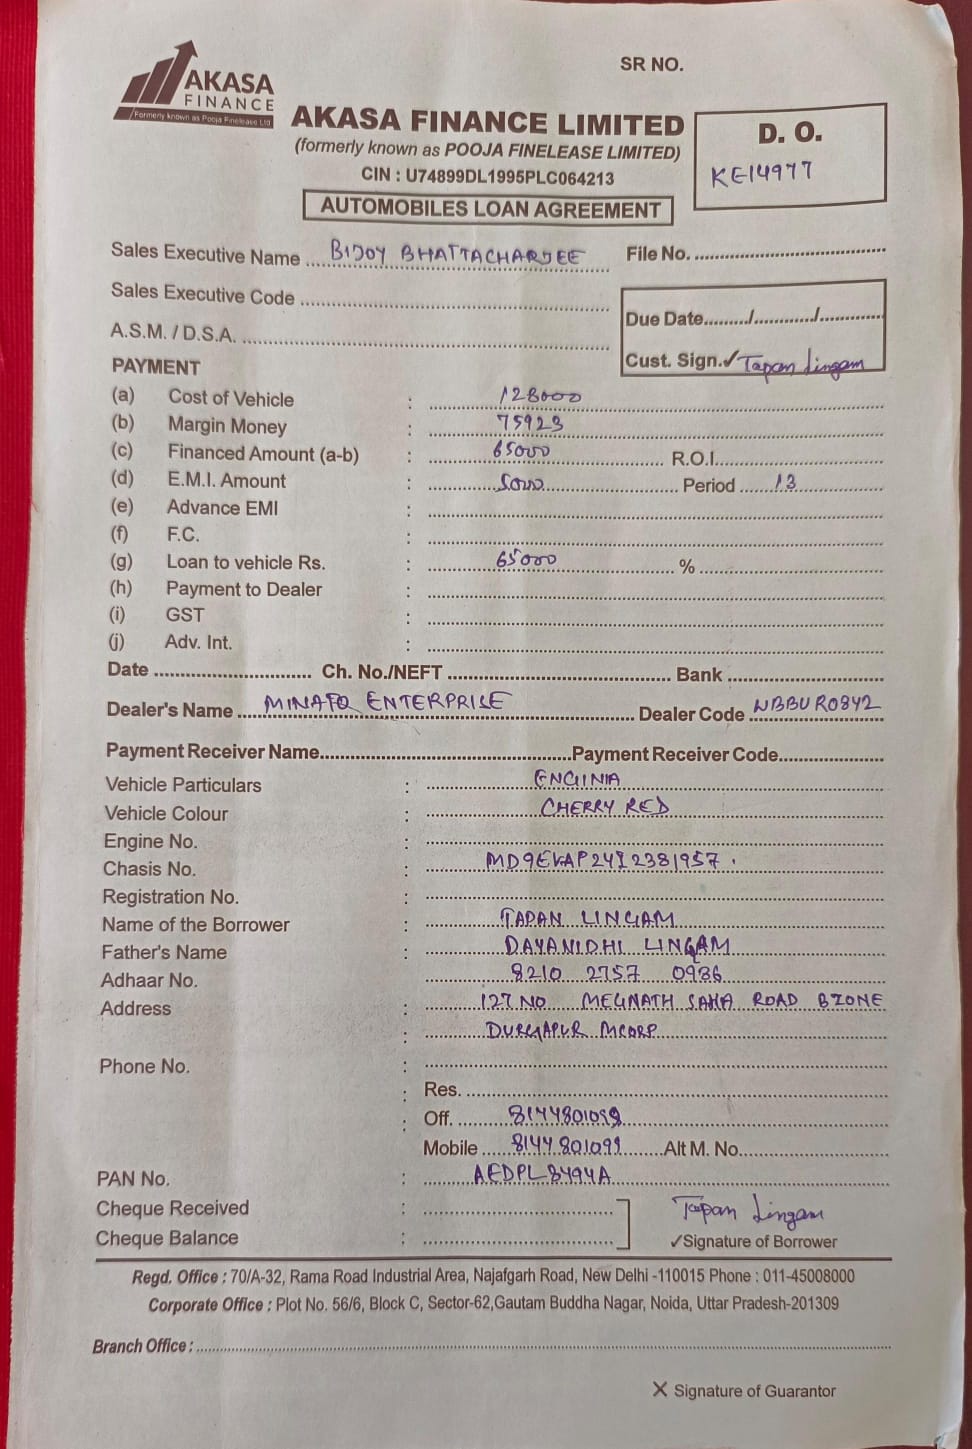 SR NO.
AKASA
FINANCE
Formerly known as Pooja Finelease Ltd
AKASA FINANCE LIMITED
(formerly known as POOJA FINELEASE LIMITED)
CIN : U74899DL1995PLC064213
D. O.
KE14977
AUTOMOBILES LOAN AGREEMENT
Sales Executive Name BIJOY BHATTACHARJEE File No.
Sales Executive Code
Due Date....../....../......
A.S.M. / D.S.A.
Cust. Sign.✓ Tapan Lingam
PAYMENT
(a) Cost of Vehicle : 128000
(b) Margin Money : 75923
(c) Financed Amount (a-b) : 65000 R.O.I.
(d) E.M.I. Amount : 5000 Period 13
(e) Advance EMI :
(f) F.C. :
(g) Loan to vehicle Rs. : 65000 %
(h) Payment to Dealer :
(i) GST :
(j) Adv. Int. :
Date Ch. No./NEFT Bank
Dealer's Name ENTERPRISE Dealer Code WBBUR0842
Payment Receiver Name Payment Receiver Code
Vehicle Particulars : ENGINIA
Vehicle Colour : CHERRY RED
Engine No. :
Chasis No. :
Registration No. :
Name of the Borrower : TAPAN LINGAM
Father's Name : DAYANIDHI LINGAM
Adhaar No. : 8210 2757 0986
Address : 127 NO MEGNATH SAHA ROAD BZONE
: DURGAPUR MCORP
Phone No. :
: Res.
: Off. 8144801099
Mobile 8144801099 Alt M. No.
PAN No. : AEDPL8494A
Cheque Received : Tapan Lingam
Cheque Balance : ✓Signature of Borrower
Regd. Office : 70/A-32, Rama Road Industrial Area, Najafgarh Road, New Delhi -110015 Phone : 011-45008000
Corporate Office : Plot No. 56/6, Block C, Sector-62,Gautam Buddha Nagar, Noida, Uttar Pradesh-201309
Branch Office :
X Signature of Guarantor